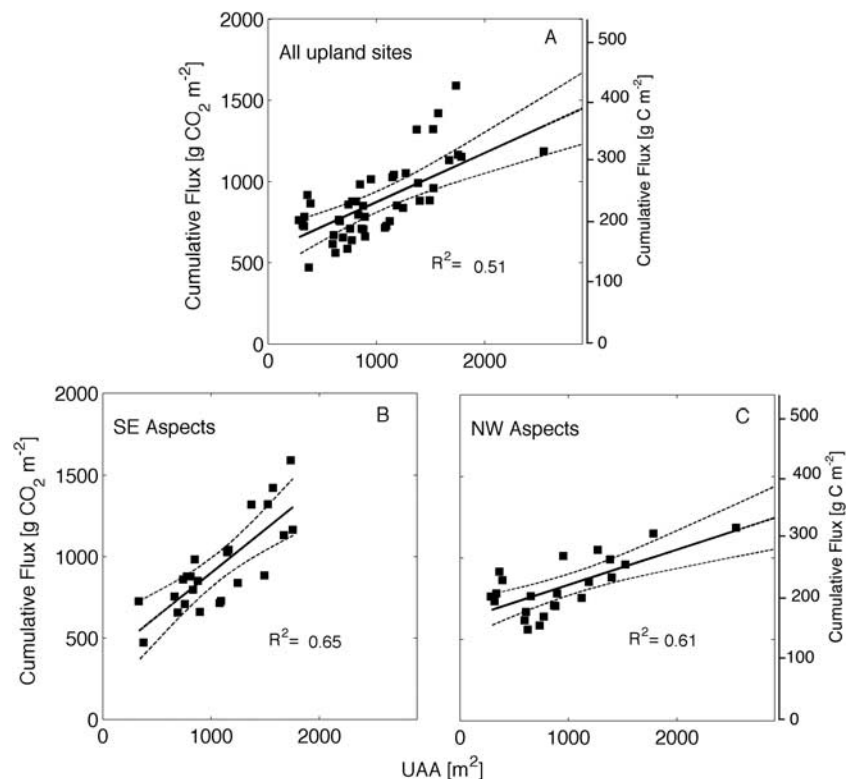 2000
1500
1000
500
0
Cumulative Flux [g CO2 m-2]
All upland sites
A
R2= 0.51
0
1000
2000
500
400
300
200
100
0
Cumulative Flux [g C m-2]
2000
1500
1000
500
0
Cumulative Flux [g CO2 m-2]
SE Aspects
B
R2= 0.65
0
1000
2000
NW Aspects
C
R2= 0.61
0
1000
2000
500
400
300
200
100
0
Cumulative Flux [g C m-2]
UAA [m2]